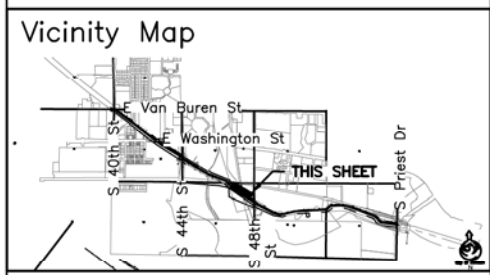 Vicinity Map
E Van Buren St
E Washington St
THIS SHEET
S 40th St
S 44th St
S 48th St
S Priest Dr
N